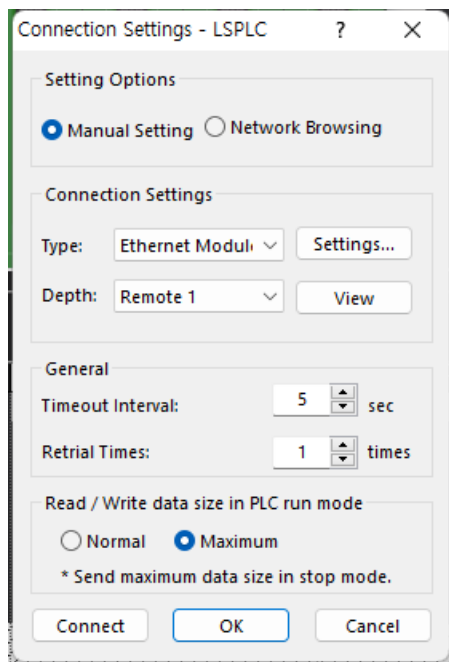 Connection Settings - LSPLC ? ×
Setting Options
Manual Setting Network Browsing
Connection Settings
Type: Ethernet Modul Settings...
Depth: Remote 1 View
General
Timeout Interval: 5 sec
Retrial Times: 1 times
Read / Write data size in PLC run mode
Normal Maximum
* Send maximum data size in stop mode.
Connect OK Cancel